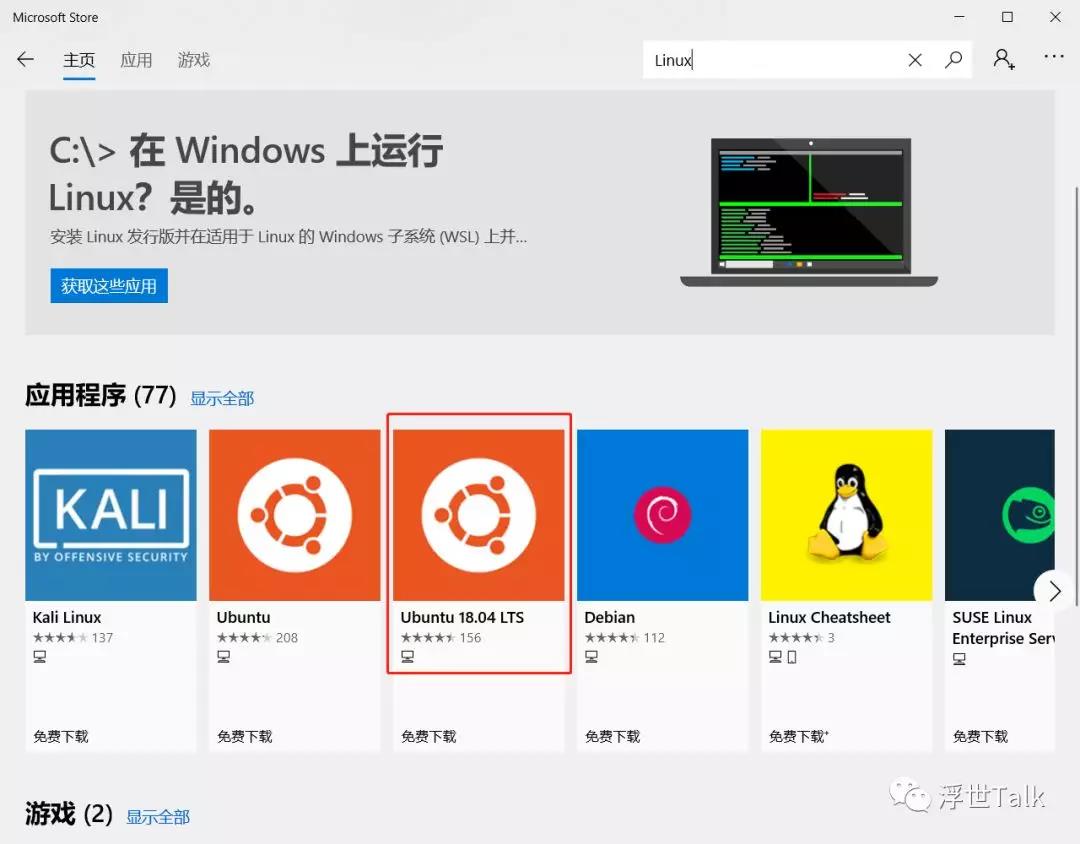 Microsoft Store
主页 应用 游戏 Linux
C:\> 在 Windows 上运行
Linux？是的。
安装 Linux 发行版并在适用于 Linux 的 Windows 子系统 (WSL) 上并...
获取这些应用
应用程序 (77) 显示全部
KALI
BY OFFENSIVE SECURITY
Kali Linux
137
免费下载
Ubuntu
208
免费下载
Ubuntu 18.04 LTS
156
免费下载
Debian
112
免费下载
Linux Cheatsheet
3
免费下载+
SUSE Linux
Enterprise Serv
免费下载
游戏 (2) 显示全部
浮世Talk